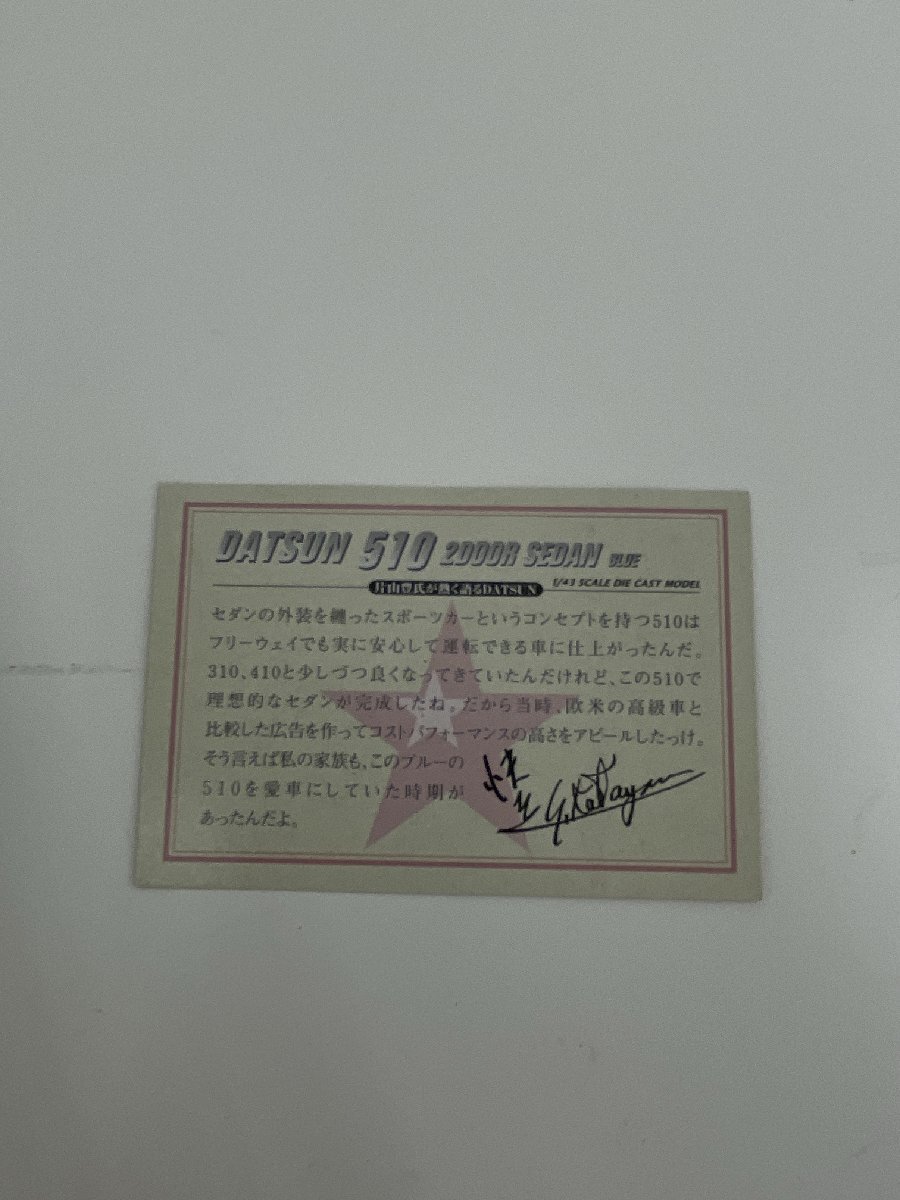 DATSUN 510 2000R SEDAN BLUE
1/43 SCALE DIE CAST MODEL
片山豊氏が熱く語るDATSUN
セダンの外装を纏ったスポーツカーというコンセプトを持つ510は
フリーウェイでも実に安心して運転できる車に仕上がったんだ。
310、410と少しづつ良くなってきていたんだけれど、この510で
理想的なセダンが完成したね。だから当時、欧米の高級車と
比較した広告を作ってコストパフォーマンスの高さをアピールしたっけ。
そう言えば私の家族も、このブルーの
510を愛車にしていた時期が
あったんだよ。
Y. Katayama